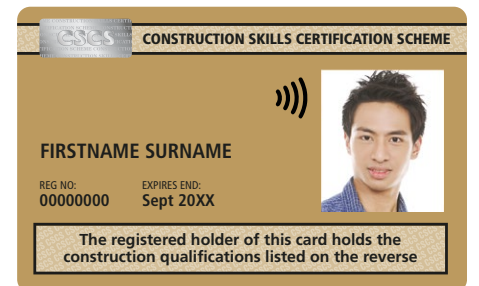 cscs
CONSTRUCTION SKILLS CERTIFICATION SCHEME
FIRSTNAME SURNAME
REG NO:
EXPIRES END:
00000000
Sept 20XX
The registered holder of this card holds the
construction qualifications listed on the reverse